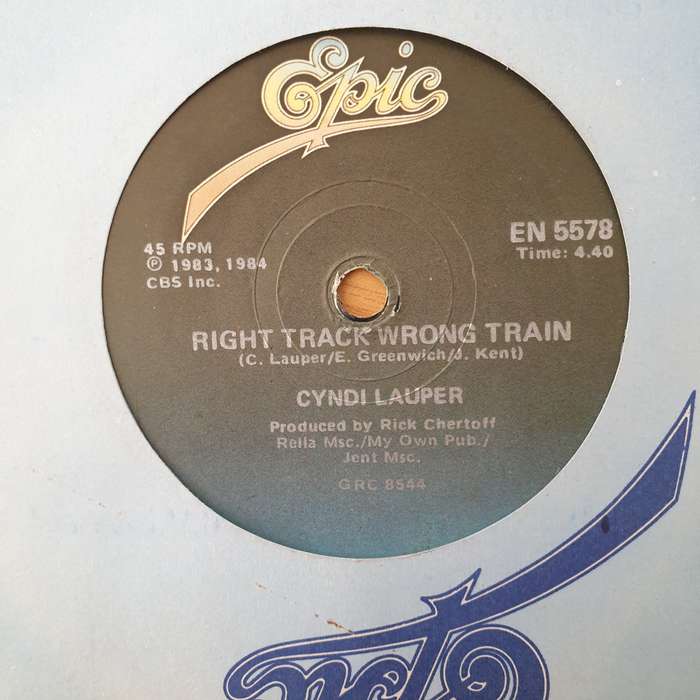 Epic
45 RPM
℗ 1983, 1984
CBS Inc.
EN 5578
Time: 4.40
RIGHT TRACK WRONG TRAIN
(C. Lauper/E. Greenwich/J. Kent)
CYNDI LAUPER
Produced by Rick Chertoff
Rella Msc./My Own Pub./
Jent Msc.
GRC 8544
Epic